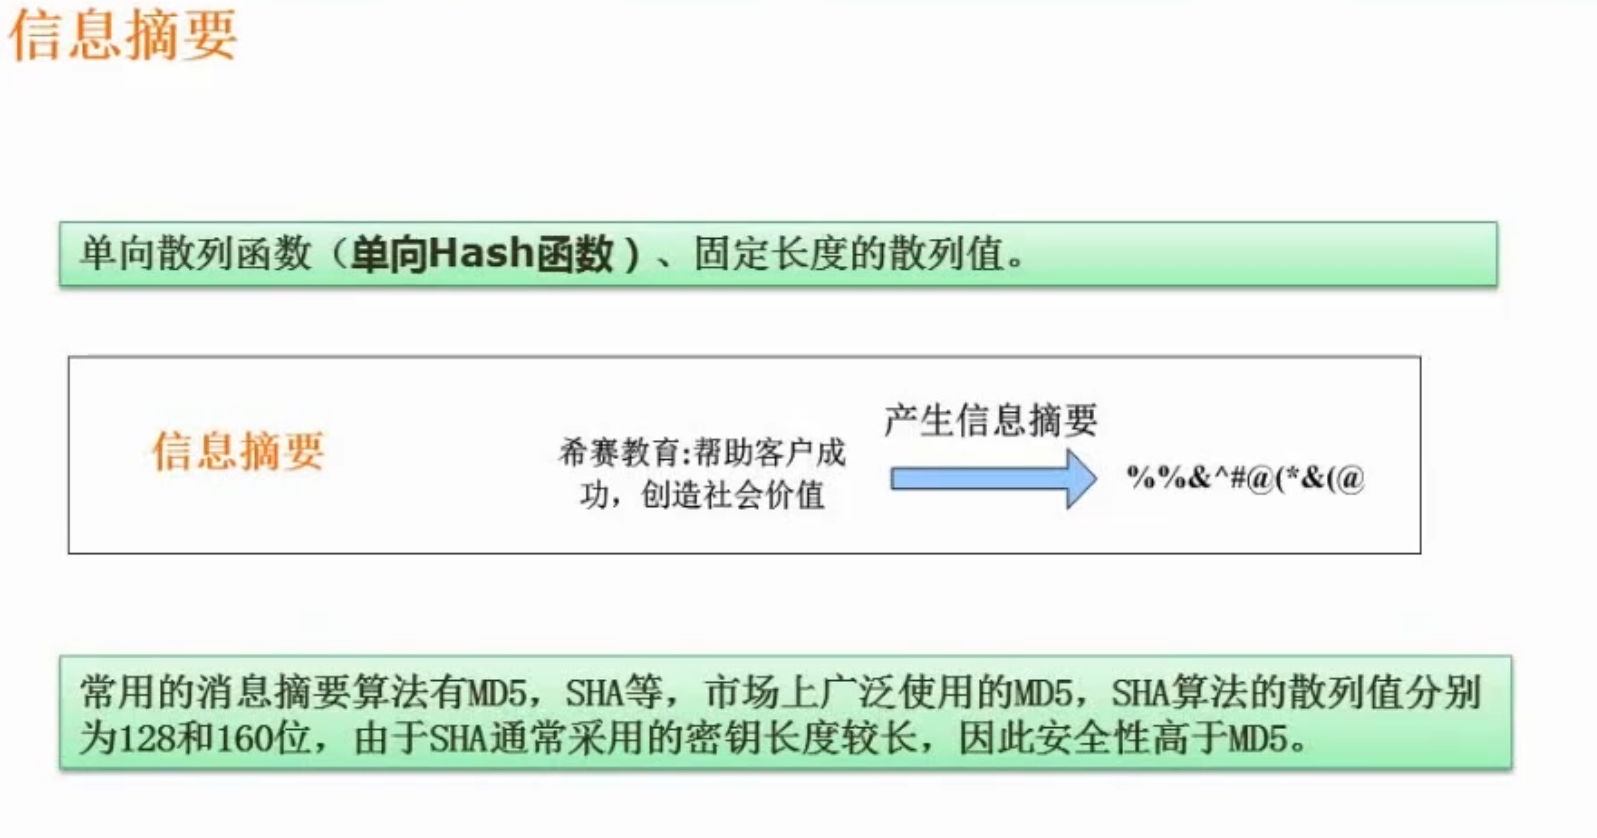 信息摘要
单向散列函数（单向Hash函数）、固定长度的散列值。
信息摘要
希赛教育:帮助客户成
功，创造社会价值
产生信息摘要
%%&^#@(*&(@
常用的消息摘要算法有MD5，SHA等，市场上广泛使用的MD5，SHA算法的散列值分别
为128和160位，由于SHA通常采用的密钥长度较长，因此安全性高于MD5。